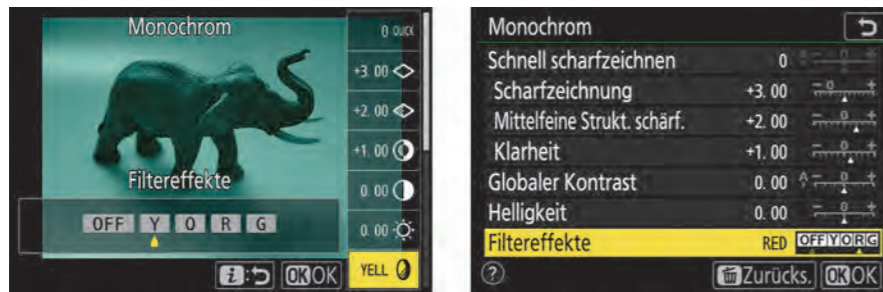 Monochrom
0 QUICK
+3. 00
+2. 00
+1. 00
Filtereffekte
0. 00
OFF Y O R G
0. 00
i: OK OK
YELL
Monochrom
Schnell scharfzeichnen 0
Scharfzeichnung +3. 00
Mittelfeine Strukt. schärf. +2. 00
Klarheit +1. 00
Globaler Kontrast 0. 00 A
Helligkeit 0. 00
Filtereffekte RED OFF Y O R G
? Zurücks. OK OK